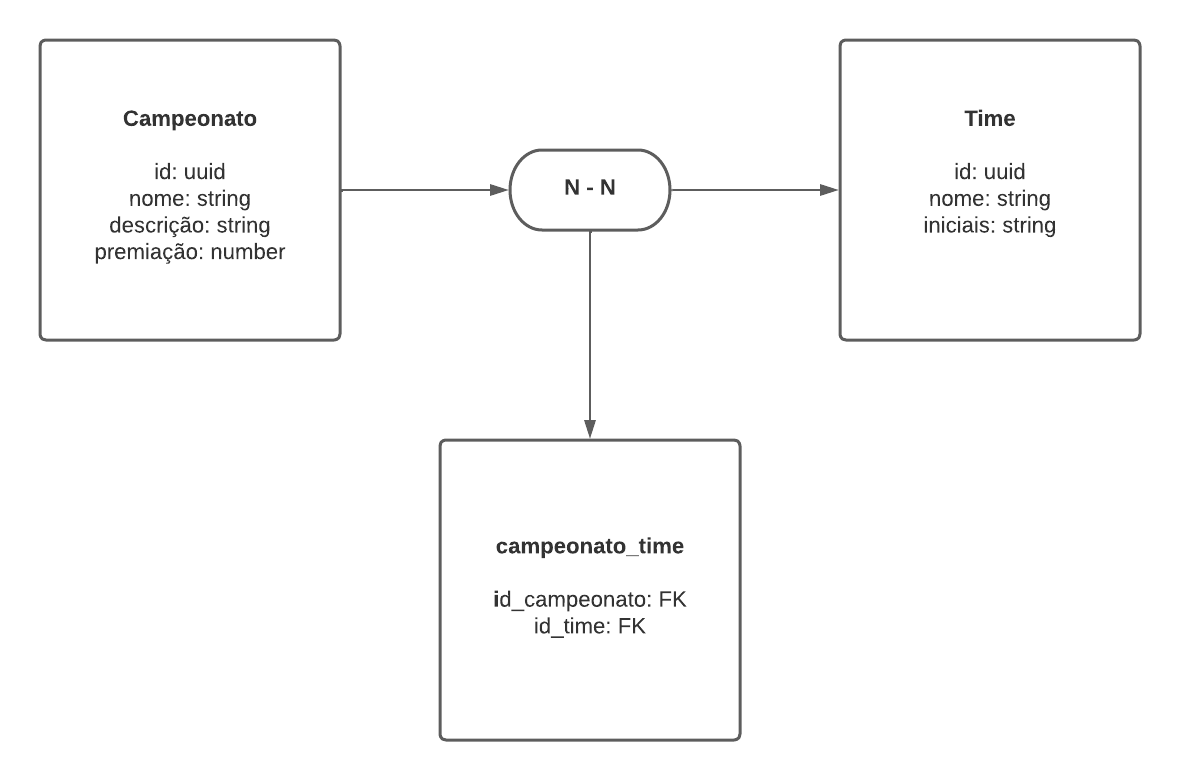 Campeonato
id: uuid
nome: string
descrição: string
premiação: number
N - N
Time
id: uuid
nome: string
iniciais: string
campeonato_time
id_campeonato: FK
id_time: FK